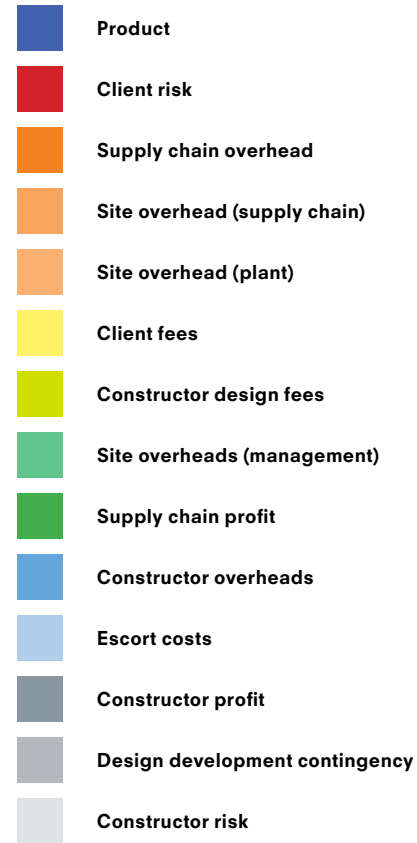 Product
Client risk
Supply chain overhead
Site overhead (supply chain)
Site overhead (plant)
Client fees
Constructor design fees
Site overheads (management)
Supply chain profit
Constructor overheads
Escort costs
Constructor profit
Design development contingency
Constructor risk